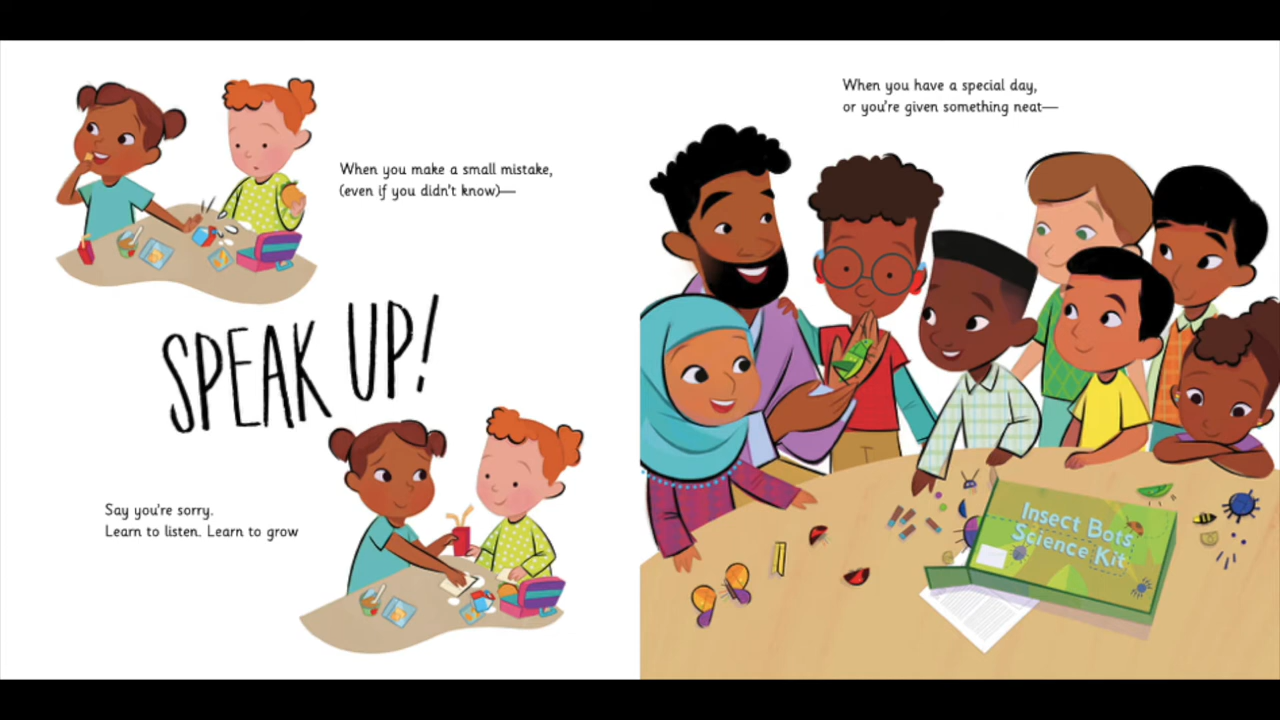 When you make a small mistake,
(even if you didn't know)—
SPEAK UP!
Say you're sorry.
Learn to listen. Learn to grow
When you have a special day,
or you're given something neat—
Insect Bots
Science Kit